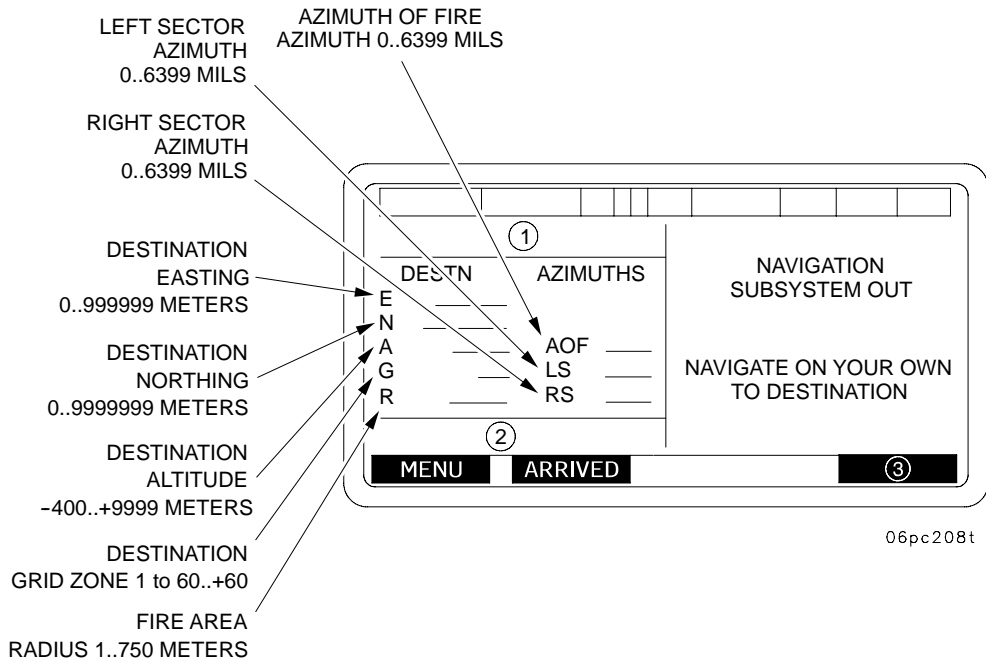 LEFT SECTOR
AZIMUTH
0..6399 MILS
AZIMUTH OF FIRE
AZIMUTH 0..6399 MILS
RIGHT SECTOR
AZIMUTH
0..6399 MILS
DESTINATION
EASTING
0..999999 METERS
DESTINATION
NORTHING
0..9999999 METERS
DESTINATION
ALTITUDE
-400..+9999 METERS
DESTINATION
GRID ZONE 1 to 60..+60
FIRE AREA
RADIUS 1..750 METERS
1
DESTN AZIMUTHS
E
N
A AOF
G LS
R RS
2
MENU ARRIVED 3
NAVIGATION
SUBSYSTEM OUT
NAVIGATE ON YOUR OWN
TO DESTINATION
06pc208t